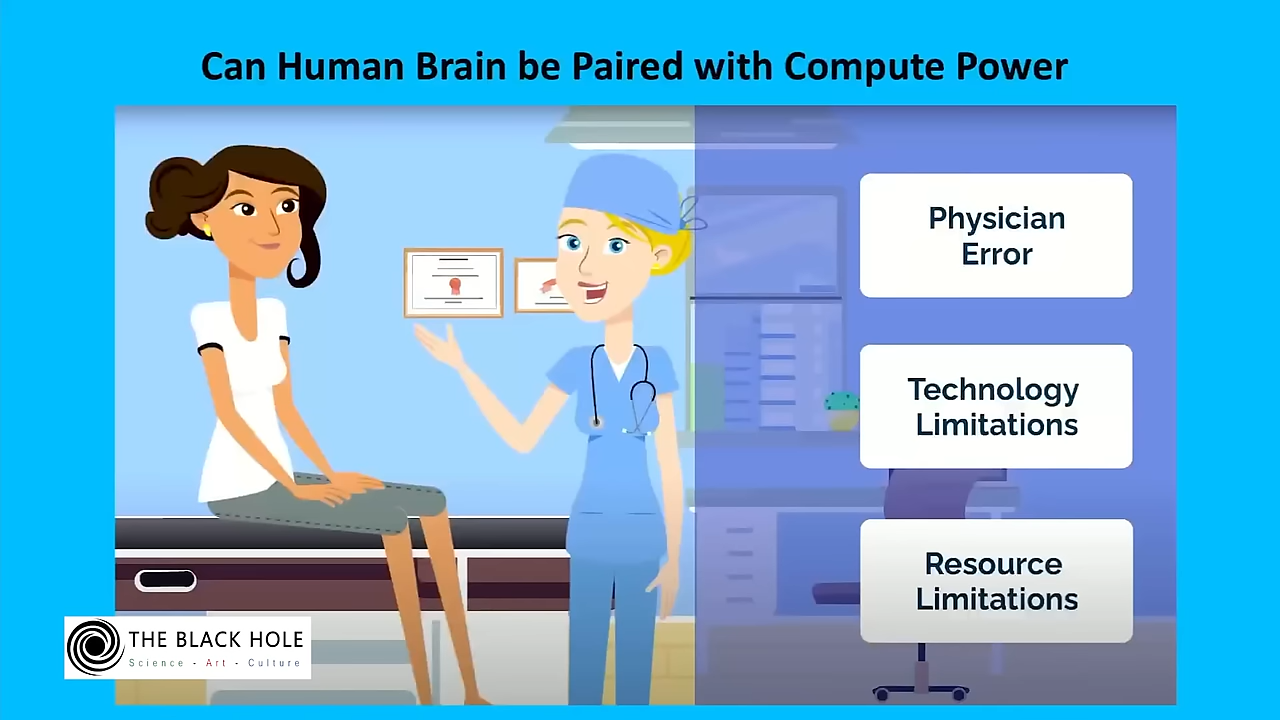 Can Human Brain be Paired with Compute Power
Physician
Error
Technology
Limitations
Resource
Limitations
THE BLACK HOLE
Science - Art - Culture